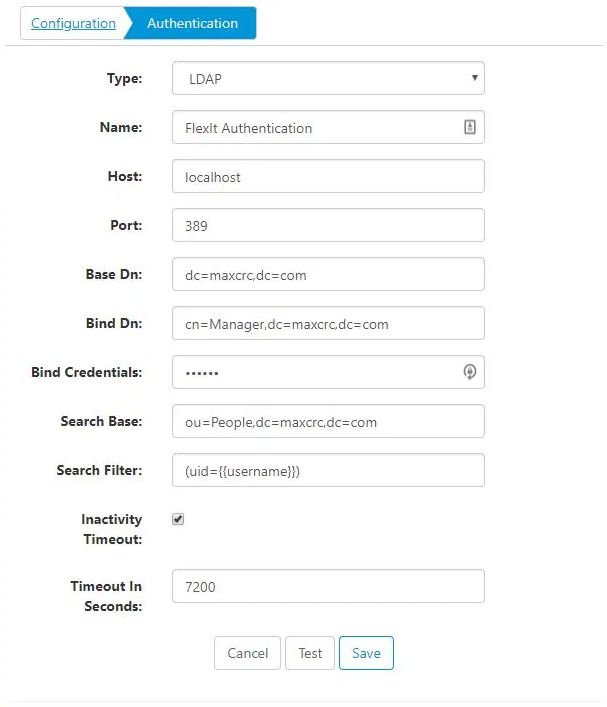 Configuration Authentication
Type: LDAP
Name: FlexIt Authentication
Host: localhost
Port: 389
Base Dn: dc=maxcrc,dc=com
Bind Dn: cn=Manager,dc=maxcrc,dc=com
Bind Credentials: ••••••
Search Base: ou=People,dc=maxcrc,dc=com
Search Filter: (uid={{username}})
Inactivity
Timeout:
Timeout In
Seconds: 7200
Cancel Test Save